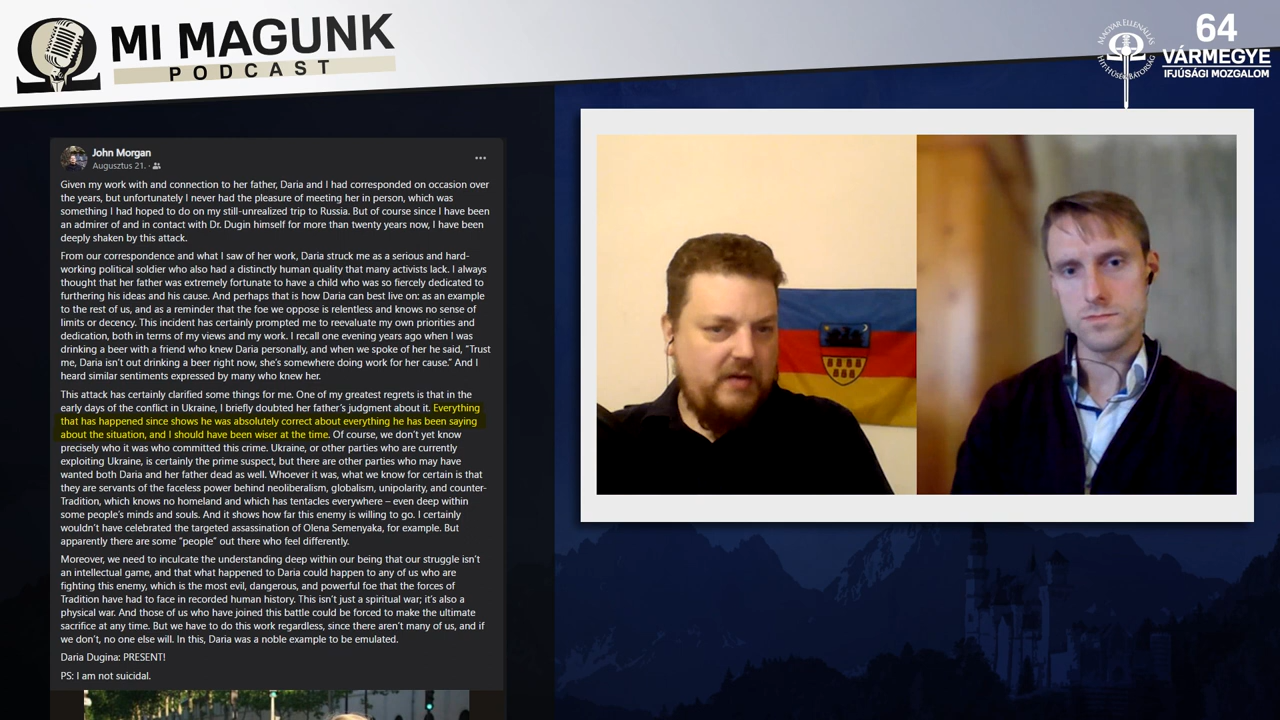 MI MAGUNK
PODCAST
MAGYAR ELLENÁLLÁS
HIT HŰSÉG BÁTORSÁG
64
VÁRMEGYE
IFJÚSÁGI MOZGALOM
John Morgan
Augusztus 21. ·
Given my work with and connection to her father, Daria and I had corresponded on occasion over
the years, but unfortunately I never had the pleasure of meeting her in person, which was
something I had hoped to do on my still-unrealized trip to Russia. But of course since I have been
an admirer of and in contact with Dr. Dugin himself for more than twenty years now, I have been
deeply shaken by this attack.
From our correspondence and what I saw of her work, Daria struck me as a serious and hard-
working political soldier who also had a distinctly human quality that many activists lack. I always
thought that her father was extremely fortunate to have a child who was so fiercely dedicated to
furthering his ideas and his cause. And perhaps that is how Daria can best live on: as an example
to the rest of us, and as a reminder that the foe we oppose is relentless and knows no sense of
limits or decency. This incident has certainly prompted me to reevaluate my own priorities and
dedication, both in terms of my views and my work. I recall one evening years ago when I was
drinking a beer with a friend who knew Daria personally, and when we spoke of her he said, "Trust
me, Daria isn't out drinking a beer right now, she's somewhere doing work for her cause." And I
heard similar sentiments expressed by many who knew her.
This attack has certainly clarified some things for me. One of my greatest regrets is that in the
early days of the conflict in Ukraine, I briefly doubted her father's judgment about it. Everything
that has happened since shows he was absolutely correct about everything he has been saying
about the situation, and I should have been wiser at the time. Of course, we don't yet know
precisely who it was who committed this crime. Ukraine, or other parties who are currently
exploiting Ukraine, is certainly the prime suspect, but there are other parties who may have
wanted both Daria and her father dead as well. Whoever it was, what we know for certain is that
they are servants of the faceless power behind neoliberalism, globalism, unipolarity, and counter-
Tradition, which knows no homeland and which has tentacles everywhere – even deep within
some people's minds and souls. And it shows how far this enemy is willing to go. I certainly
wouldn't have celebrated the targeted assassination of Olena Semenyaka, for example. But
apparently there are some "people" out there who feel differently.
Moreover, we need to inculcate the understanding deep within our being that our struggle isn't
an intellectual game, and that what happened to Daria could happen to any of us who are
fighting this enemy, which is the most evil, dangerous, and powerful foe that the forces of
Tradition have had to face in recorded human history. This isn't just a spiritual war; it's also a
physical war. And those of us who have joined this battle could be forced to make the ultimate
sacrifice at any time. But we have to do this work regardless, since there aren't many of us, and if
we don't, no one else will. In this, Daria was a noble example to be emulated.
Daria Dugina: PRESENT!
PS: I am not suicidal.